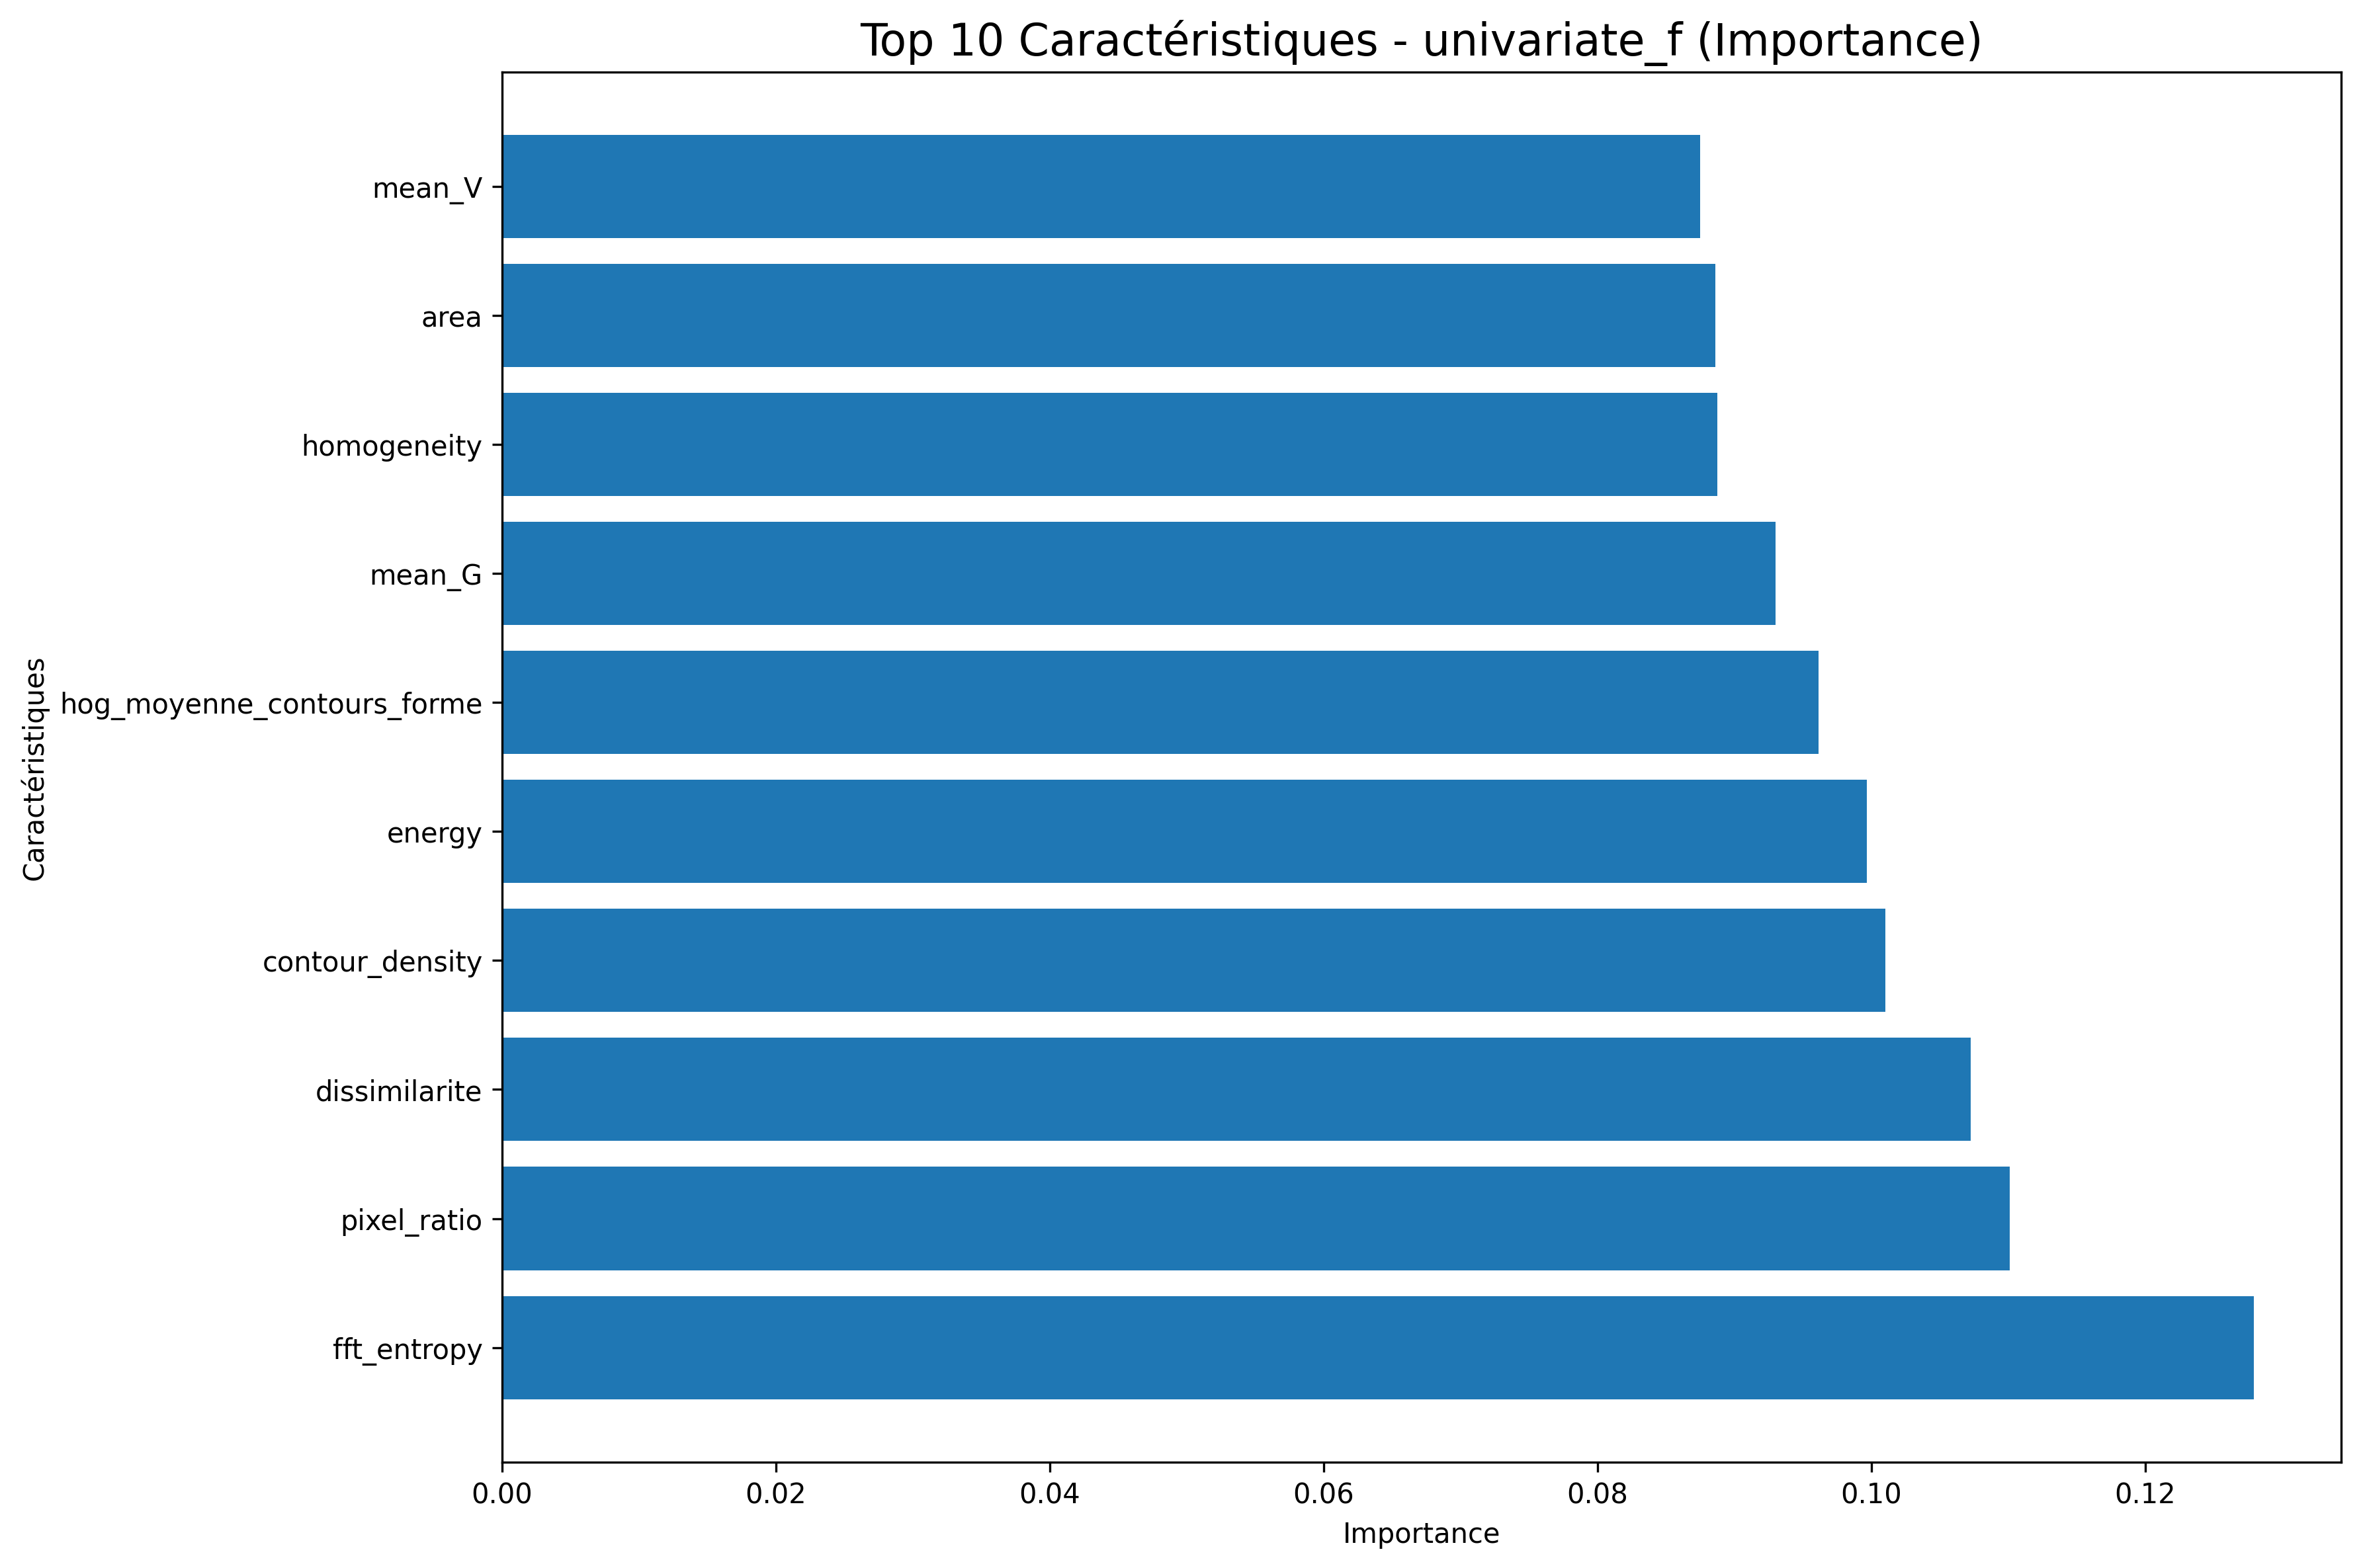 Top 10 Caractéristiques - univariate_f (Importance)
mean_V
area
homogeneity
mean_G
hog_moyenne_contours_forme
energy
contour_density
dissimilarite
pixel_ratio
fft_entropy
Caractéristiques
0.00 0.02 0.04 0.06 0.08 0.10 0.12
Importance